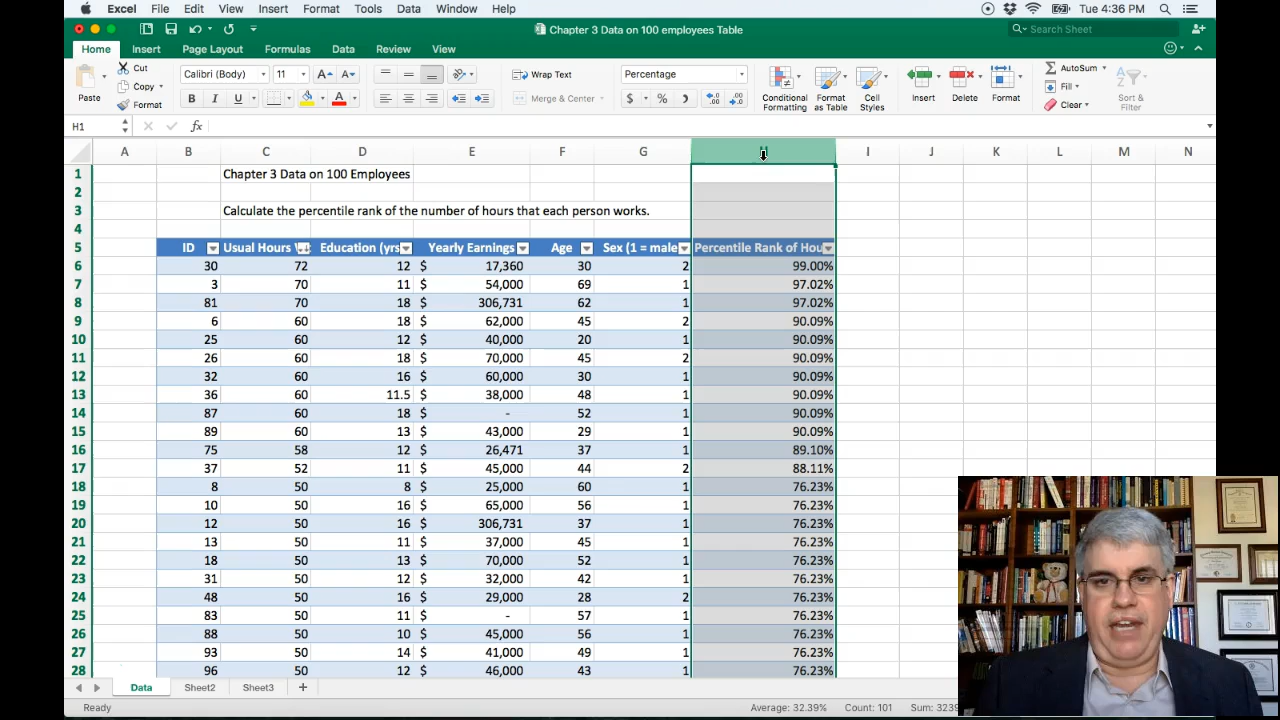 Excel File Edit View Insert Format Tools Data Window Help Tue 4:36 PM
Chapter 3 Data on 100 employees Table
Search Sheet
Home Insert Page Layout Formulas Data Review View
Paste Cut Copy Format
Calibri (Body) 11 A A
B I U A
Wrap Text
Merge & Center
Percentage
$ %
Conditional Formatting
Format as Table
Cell Styles
Insert Delete Format
AutoSum Fill Clear
Sort & Filter
H1 fx
A B C D E F G H I J K L M N
1 Chapter 3 Data on 100 Employees
2
3 Calculate the percentile rank of the number of hours that each person works.
4
5 ID Usual Hours Education (yrs Yearly Earnings Age Sex (1 = male Percentile Rank of Hou
6 30 72 12 $ 17,360 30 2 99.00%
7 3 70 11 $ 54,000 69 1 97.02%
8 81 70 18 $ 306,731 62 1 97.02%
9 6 60 18 $ 62,000 45 2 90.09%
10 25 60 12 $ 40,000 20 1 90.09%
11 26 60 18 $ 70,000 45 2 90.09%
12 32 60 16 $ 60,000 30 1 90.09%
13 36 60 11.5 $ 38,000 48 1 90.09%
14 87 60 18 $ - 52 1 90.09%
15 89 60 13 $ 43,000 29 1 90.09%
16 75 58 12 $ 26,471 37 1 89.10%
17 37 52 11 $ 45,000 44 2 88.11%
18 8 50 8 $ 25,000 60 1 76.23%
19 10 50 16 $ 65,000 56 1 76.23%
20 12 50 16 $ 306,731 37 1 76.23%
21 13 50 11 $ 37,000 45 1 76.23%
22 18 50 13 $ 70,000 52 1 76.23%
23 31 50 12 $ 32,000 42 1 76.23%
24 48 50 16 $ 29,000 28 2 76.23%
25 83 50 11 $ - 57 1 76.23%
26 88 50 10 $ 45,000 56 1 76.23%
27 93 50 14 $ 41,000 49 1 76.23%
28 96 50 12 $ 46,000 43 1 76.23%
Data Sheet2 Sheet3 +
Ready Average: 32.39% Count: 101 Sum: 3239